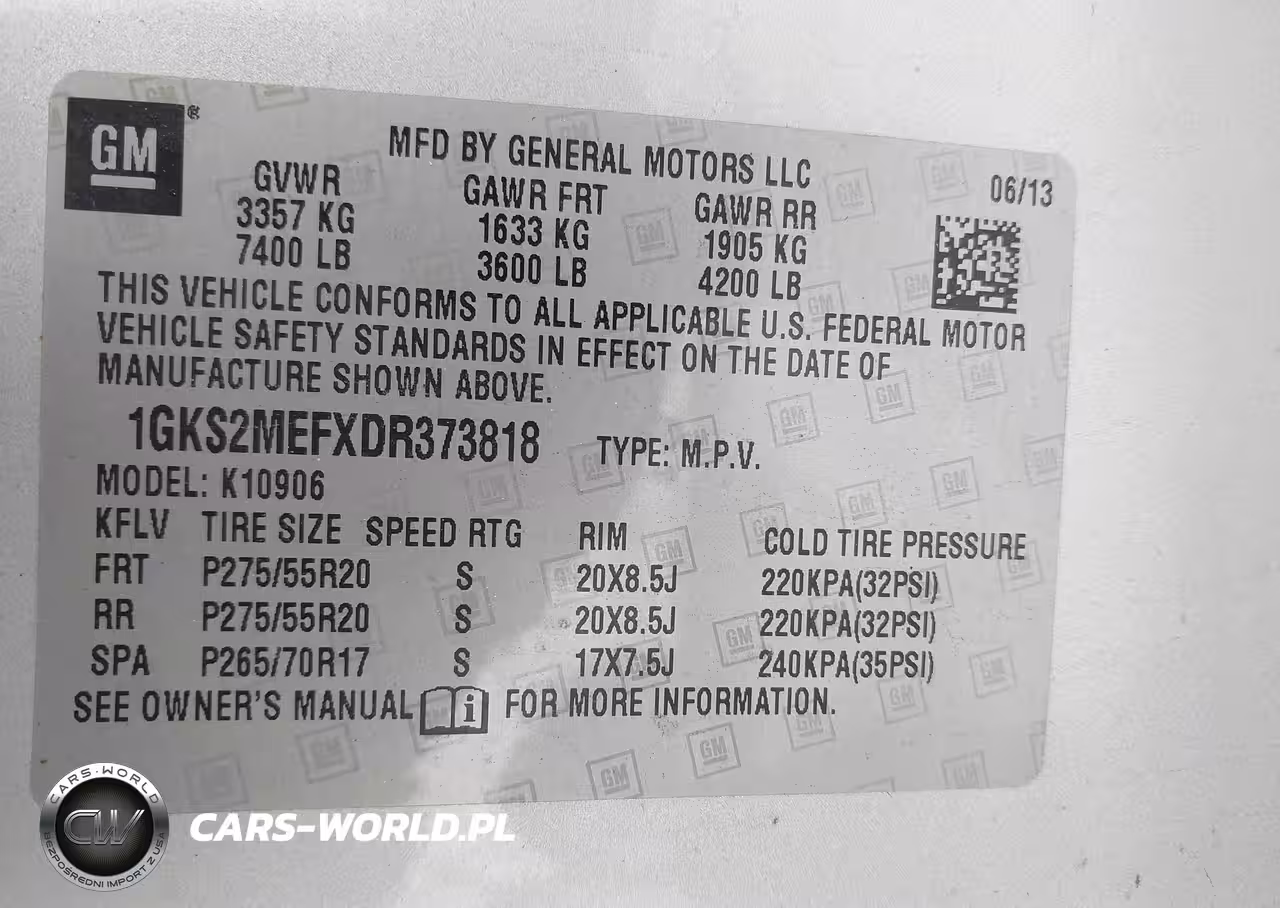 GM®
MFD BY GENERAL MOTORS LLC
GVWR GAWR FRT GAWR RR 06/13
3357 KG 1633 KG 1905 KG
7400 LB 3600 LB 4200 LB
THIS VEHICLE CONFORMS TO ALL APPLICABLE U.S. FEDERAL MOTOR
VEHICLE SAFETY STANDARDS IN EFFECT ON THE DATE OF
MANUFACTURE SHOWN ABOVE.
1GKS2MEFXDR373818 TYPE: M.P.V.
MODEL: K10906
KFLV TIRE SIZE SPEED RTG RIM COLD TIRE PRESSURE
FRT P275/55R20 S 20X8.5J 220KPA(32PSI)
RR P275/55R20 S 20X8.5J 220KPA(32PSI)
SPA P265/70R17 S 17X7.5J 240KPA(35PSI)
SEE OWNER'S MANUAL i FOR MORE INFORMATION.
CARS-WORLD
CW
BEZPOŚREDNI IMPORT Z USA
CARS-WORLD.PL